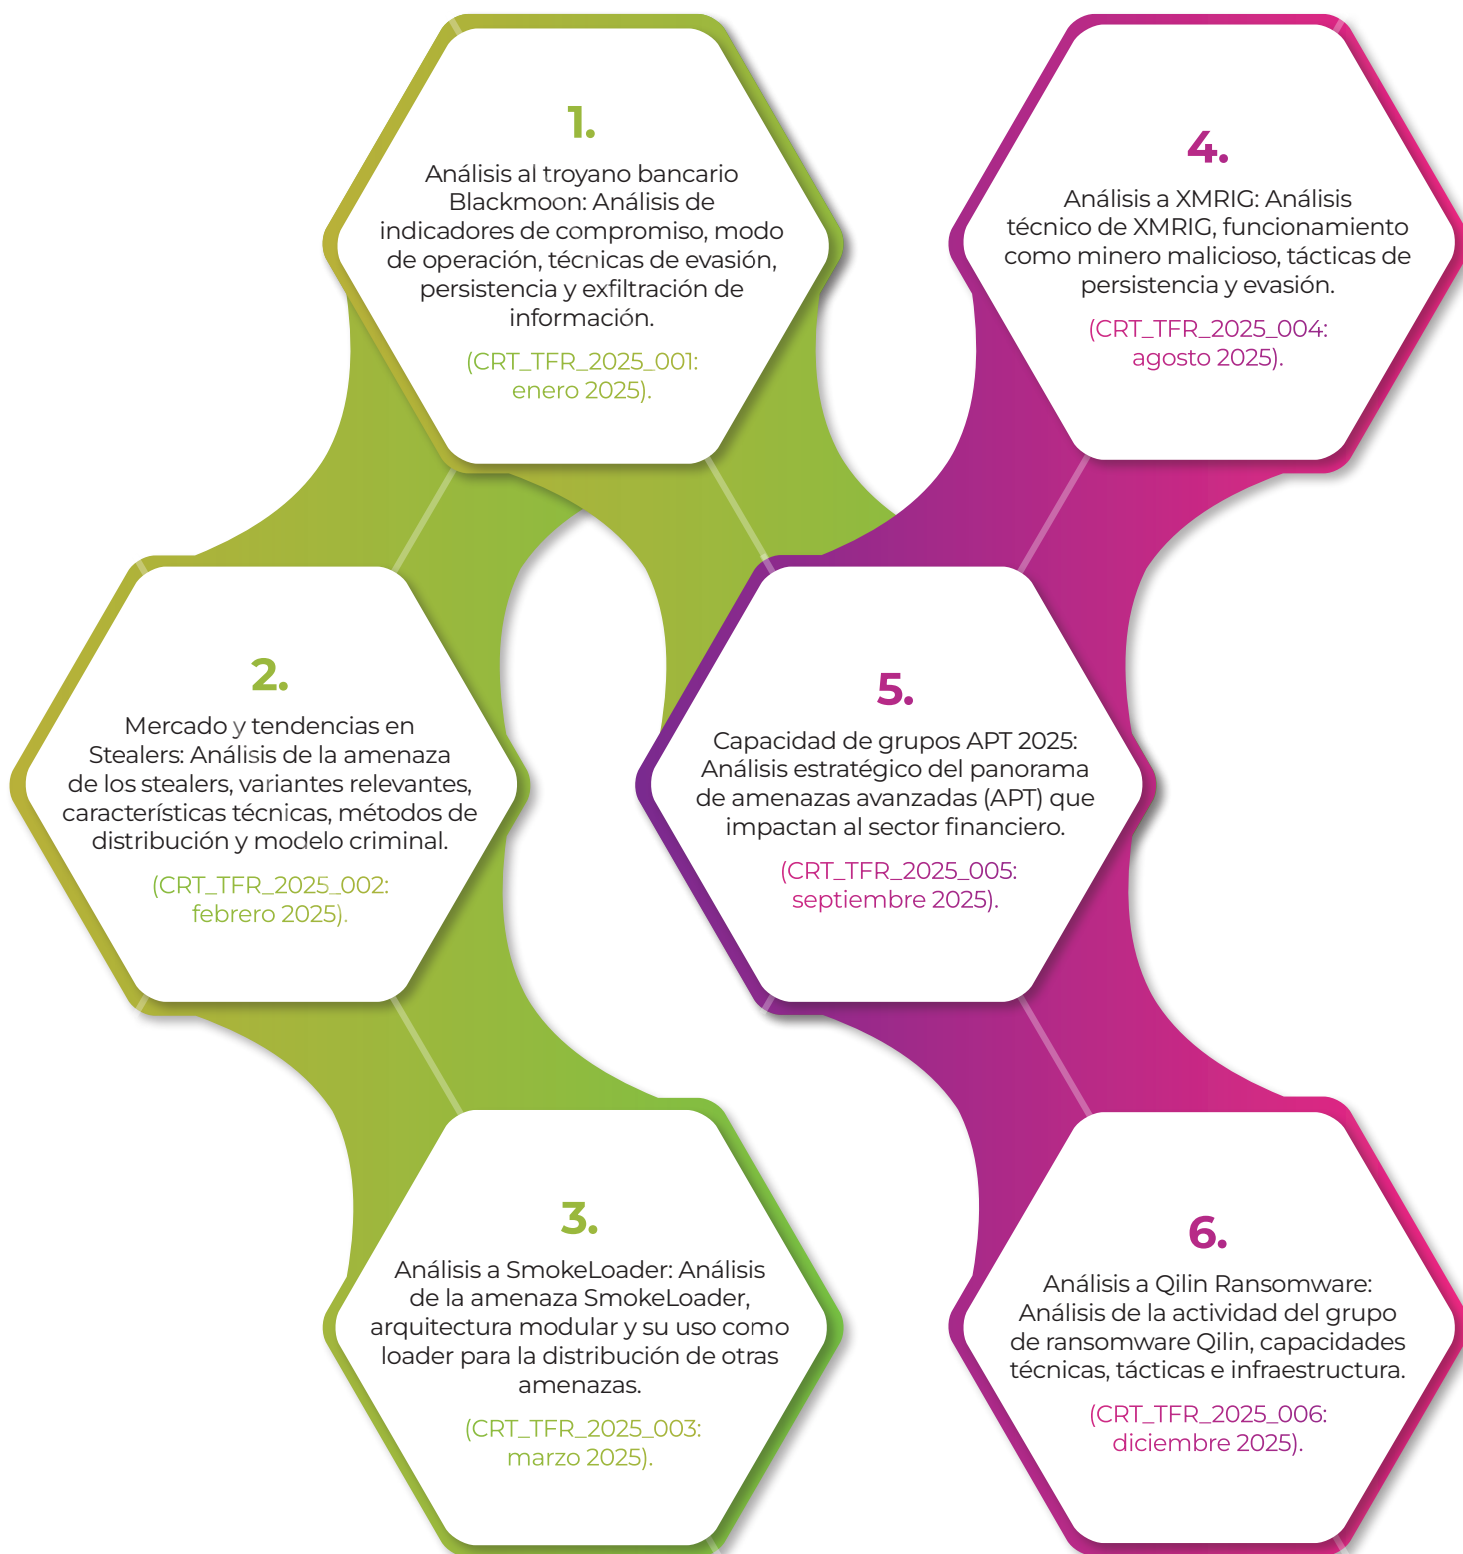 1.
Análisis al troyano bancario
Blackmoon: Análisis de
indicadores de compromiso, modo
de operación, técnicas de evasión,
persistencia y exfiltración de
información.
(CRT_TFR_2025_001:
enero 2025).
2.
Mercado y tendencias en
Stealers: Análisis de la amenaza
de los stealers, variantes relevantes,
características técnicas, métodos de
distribución y modelo criminal.
(CRT_TFR_2025_002:
febrero 2025).
3.
Análisis a SmokeLoader: Análisis
de la amenaza SmokeLoader,
arquitectura modular y su uso como
loader para la distribución de otras
amenazas.
(CRT_TFR_2025_003:
marzo 2025).
4.
Análisis a XMRIG: Análisis
técnico de XMRIG, funcionamiento
como minero malicioso, tácticas de
persistencia y evasión.
(CRT_TFR_2025_004:
agosto 2025).
5.
Capacidad de grupos APT 2025:
Análisis estratégico del panorama
de amenazas avanzadas (APT) que
impactan al sector financiero.
(CRT_TFR_2025_005:
septiembre 2025).
6.
Análisis a Qilin Ransomware:
Análisis de la actividad del grupo
de ransomware Qilin, capacidades
técnicas, tácticas e infraestructura.
(CRT_TFR_2025_006:
diciembre 2025).